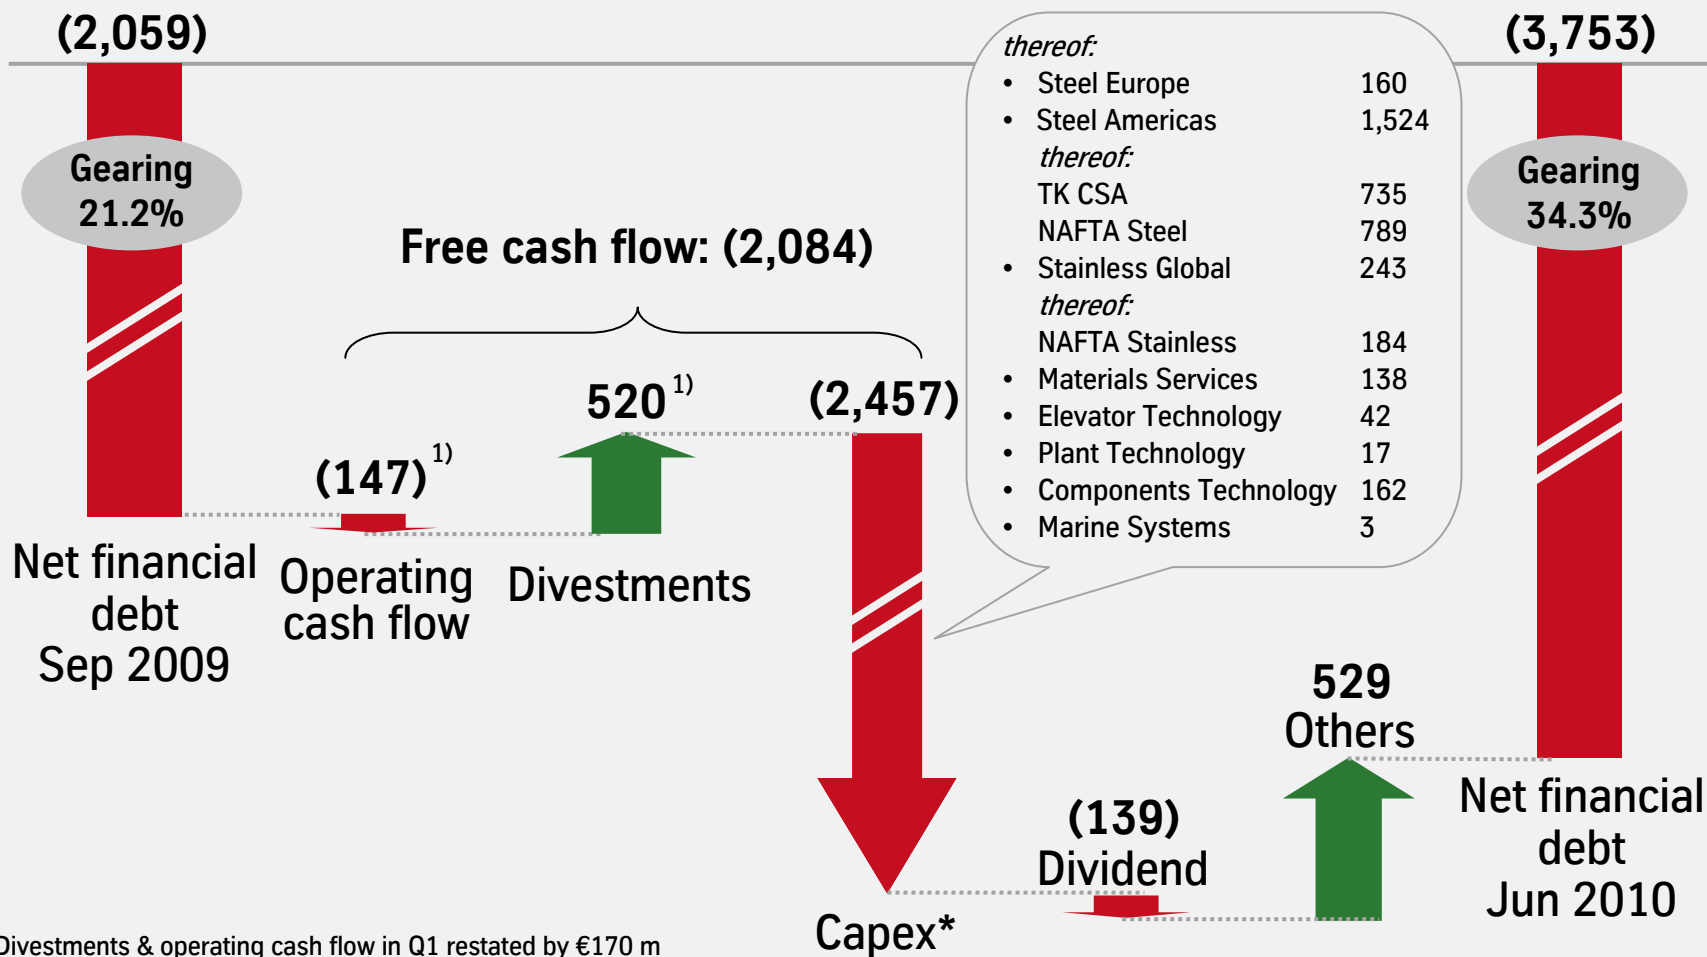 (2,059)
Gearing
21.2%
Net financial
debt
Sep 2009
Free cash flow: (2,084)
(147) 1)
Operating
cash flow
520 1)
Divestments
(2,457)
Capex*
thereof:
• Steel Europe 160
• Steel Americas 1,524
thereof:
TK CSA 735
NAFTA Steel 789
• Stainless Global 243
thereof:
NAFTA Stainless 184
• Materials Services 138
• Elevator Technology 42
• Plant Technology 17
• Components Technology 162
• Marine Systems 3
(139)
Dividend
529
Others
(3,753)
Gearing
34.3%
Net financial
debt
Jun 2010
Divestments & operating cash flow in Q1 restated by €170 m